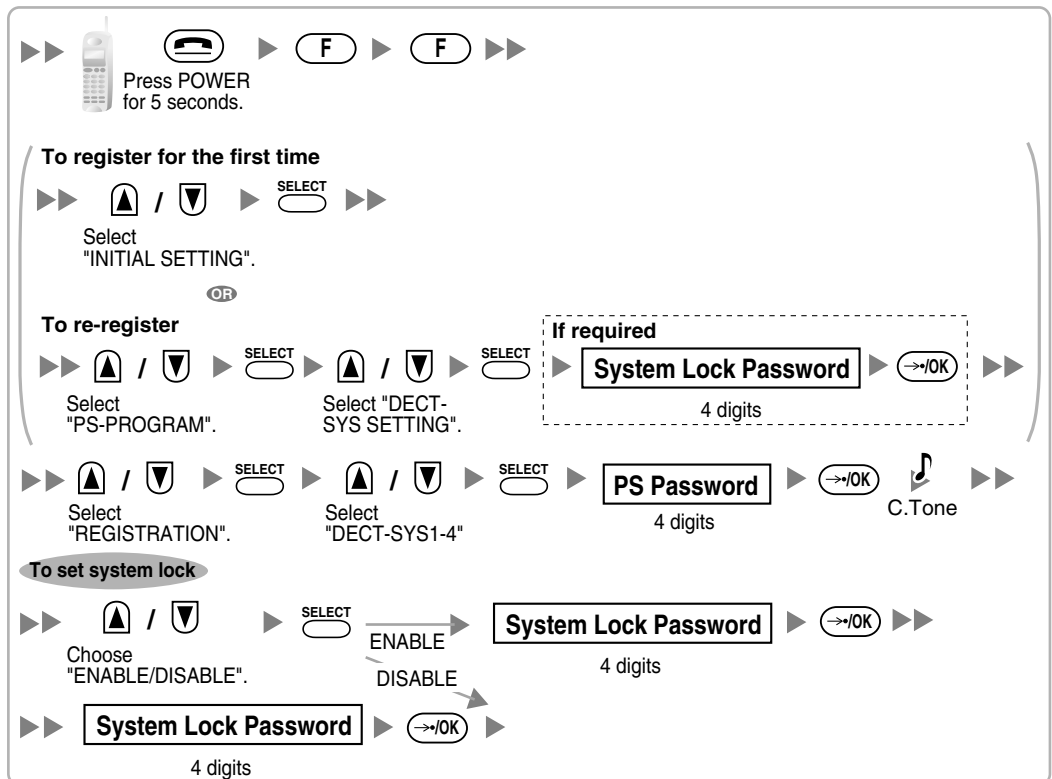 F F
Press POWER
for 5 seconds.
To register for the first time
/ SELECT
Select
"INITIAL SETTING".
OR
To re-register
If required
/ SELECT / SELECT System Lock Password →•/OK
Select
"PS-PROGRAM".
Select "DECT-
SYS SETTING".
4 digits
/ SELECT / SELECT PS Password →•/OK
Select
"REGISTRATION".
Select
"DECT-SYS1-4"
4 digits
C.Tone
To set system lock
/ SELECT ENABLE System Lock Password →•/OK
Choose
"ENABLE/DISABLE".
DISABLE
4 digits
System Lock Password →•/OK
4 digits